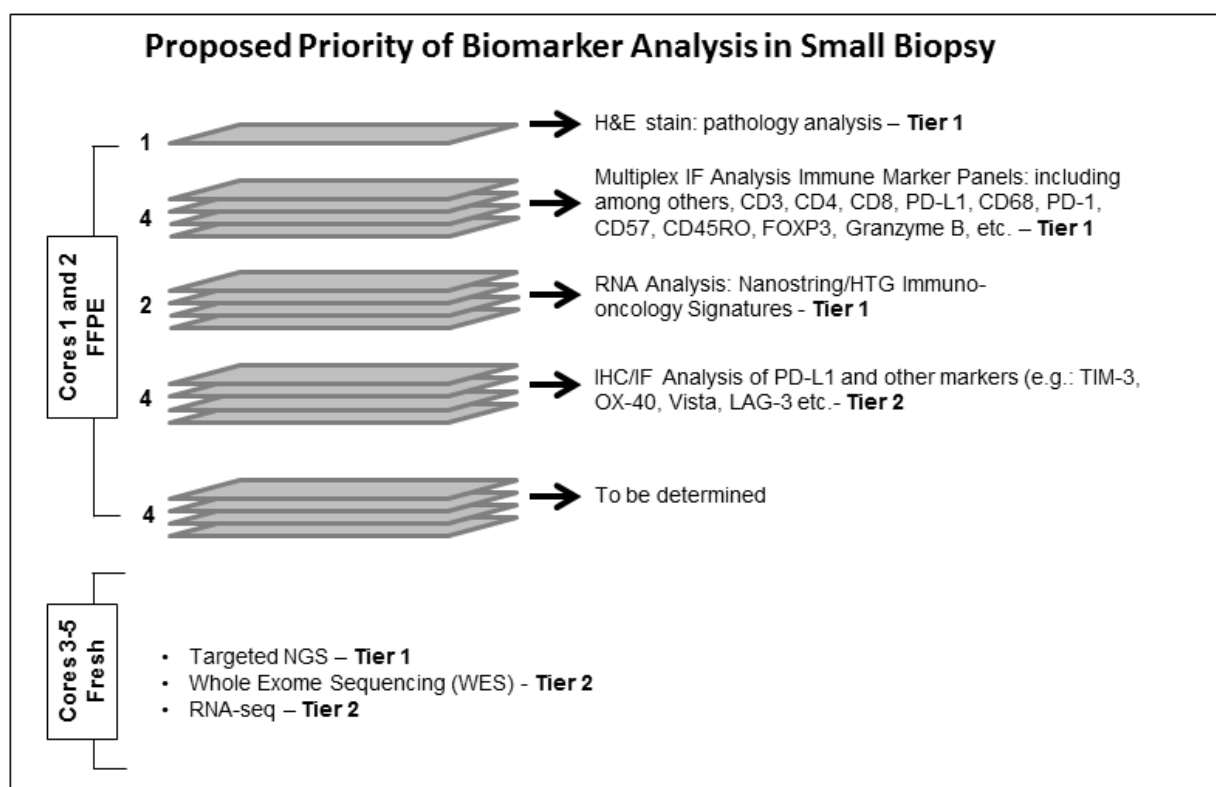 Proposed Priority of Biomarker Analysis in Small Biopsy
1
H&E stain: pathology analysis – Tier 1
4
Multiplex IF Analysis Immune Marker Panels: including
among others, CD3, CD4, CD8, PD-L1, CD68, PD-1,
CD57, CD45RO, FOXP3, Granzyme B, etc. – Tier 1
2
RNA Analysis: Nanostring/HTG Immuno-
oncology Signatures - Tier 1
4
IHC/IF Analysis of PD-L1 and other markers (e.g.: TIM-3,
OX-40, Vista, LAG-3 etc.- Tier 2
4
To be determined
Cores 1 and 2
FFPE
Cores 3-5
Fresh
• Targeted NGS – Tier 1
• Whole Exome Sequencing (WES) - Tier 2
• RNA-seq – Tier 2